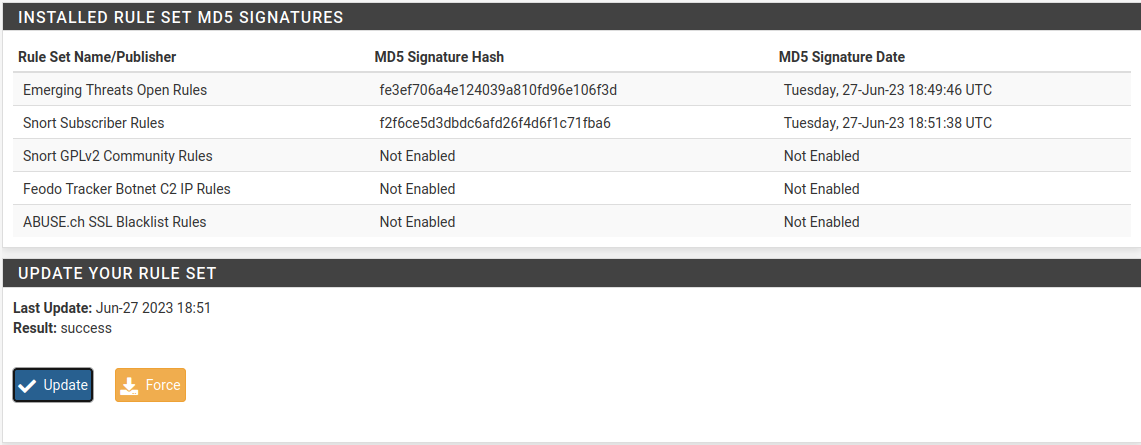 INSTALLED RULE SET MD5 SIGNATURES
Rule Set Name/Publisher MD5 Signature Hash MD5 Signature Date
Emerging Threats Open Rules fe3ef706a4e124039a810fd96e106f3d Tuesday, 27-Jun-23 18:49:46 UTC
Snort Subscriber Rules f2f6ce5d3dbdc6afd26f4d6f1c71fba6 Tuesday, 27-Jun-23 18:51:38 UTC
Snort GPLv2 Community Rules Not Enabled Not Enabled
Feodo Tracker Botnet C2 IP Rules Not Enabled Not Enabled
ABUSE.ch SSL Blacklist Rules Not Enabled Not Enabled
UPDATE YOUR RULE SET
Last Update: Jun-27 2023 18:51
Result: success
Update Force